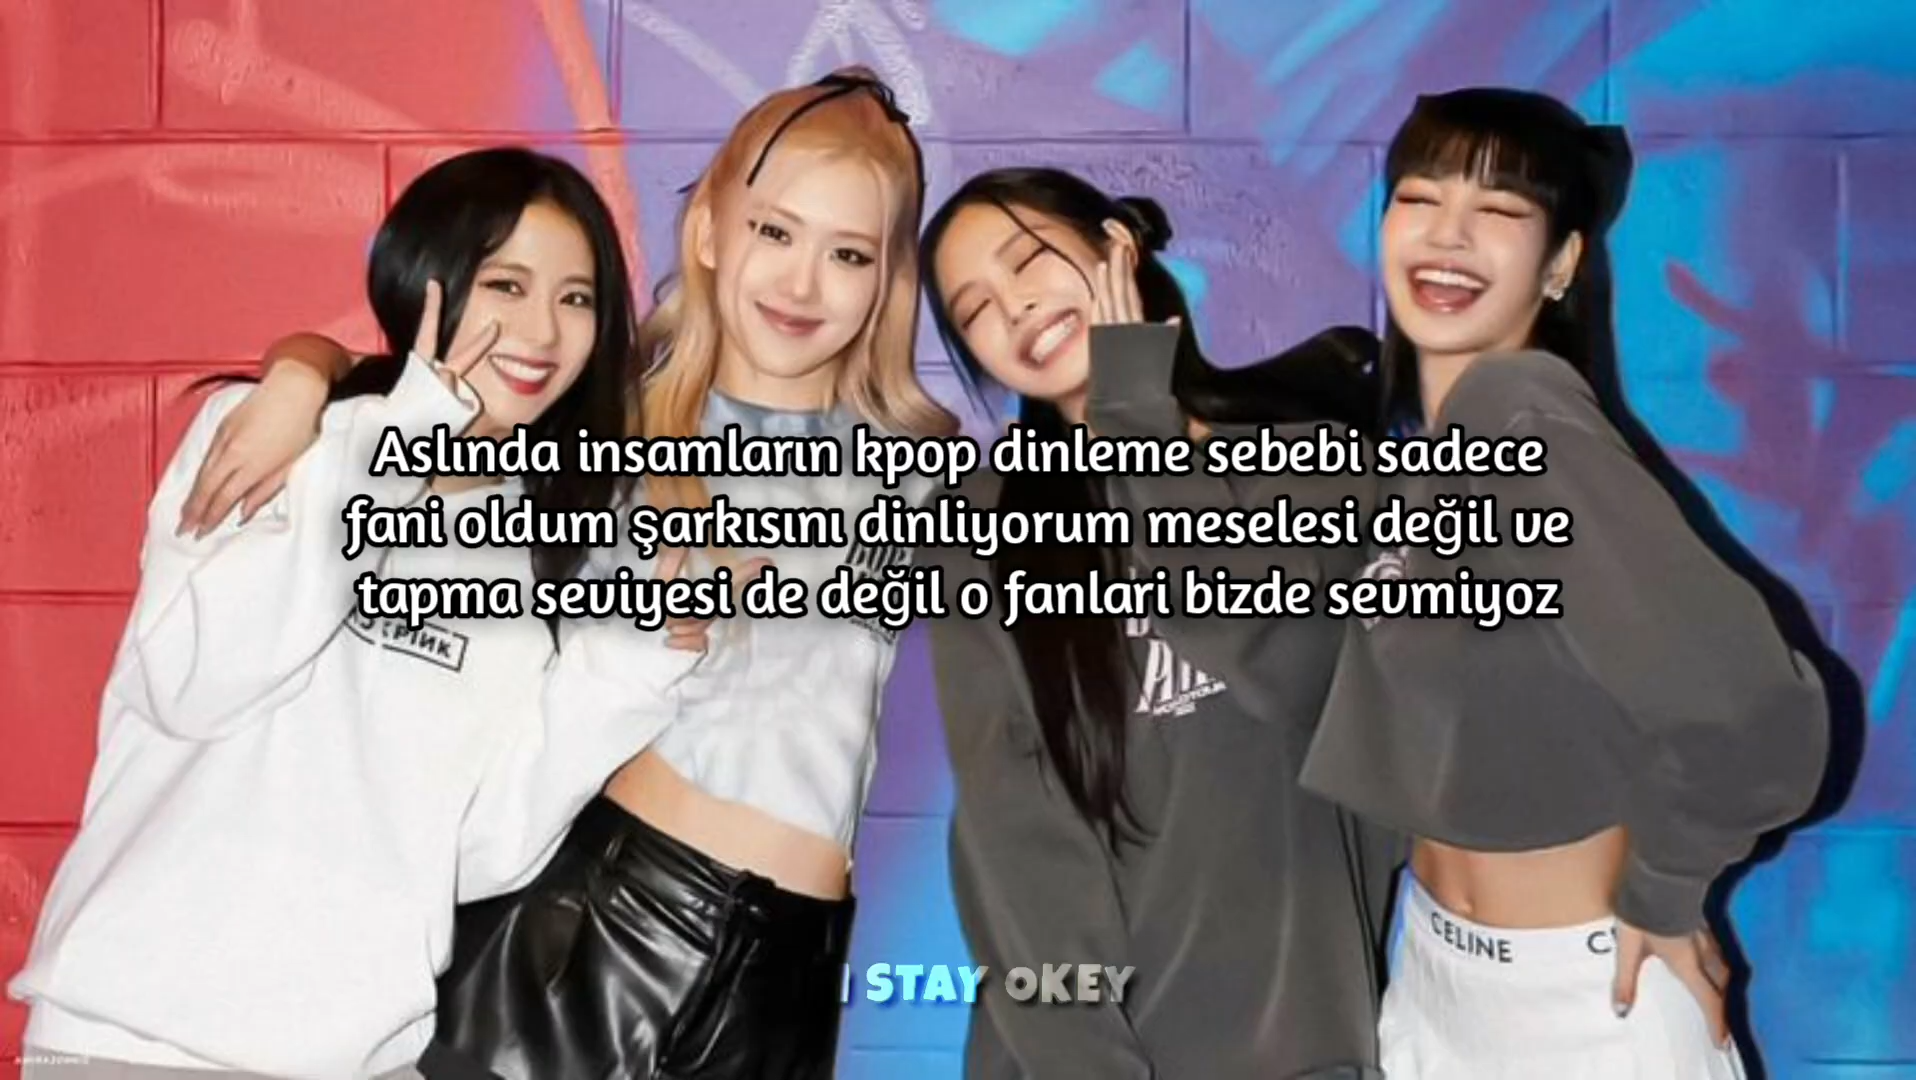 Aslında insamların kpop dinleme sebebi sadece
fani oldum şarkısını dinliyorum meselesi değil ve
tapma seviyesi de değil o fanlari bizde sevmiyoz
CELINE
I STAY OKEY